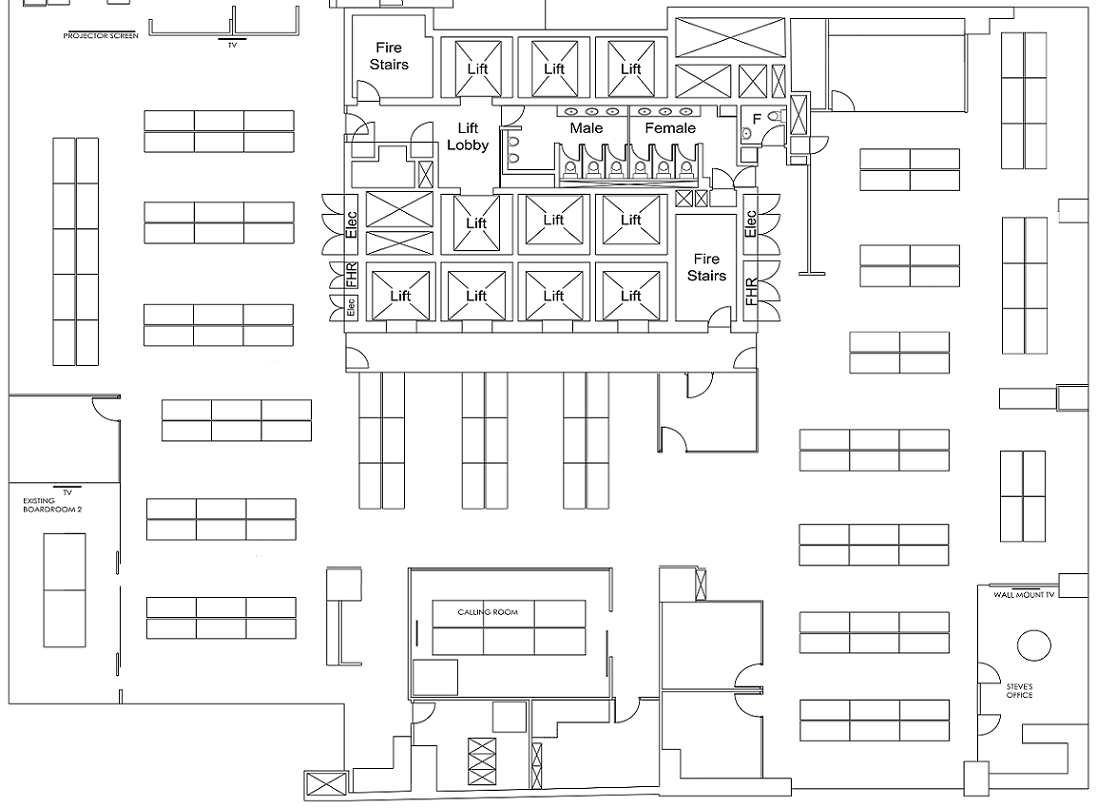 PROJECTOR SCREEN
TV
Fire
Stairs
Lift
Lift
Lift
Lift
Lobby
Male
Female
F
Elec
Lift
Lift
Lift
Elec
Fire
Stairs
FHR
Elec
Lift
Lift
Lift
Lift
FHR
TV
EXISTING
BOARDROOM 2
CALLING ROOM
WALL MOUNT TV
STEVE'S
OFFICE